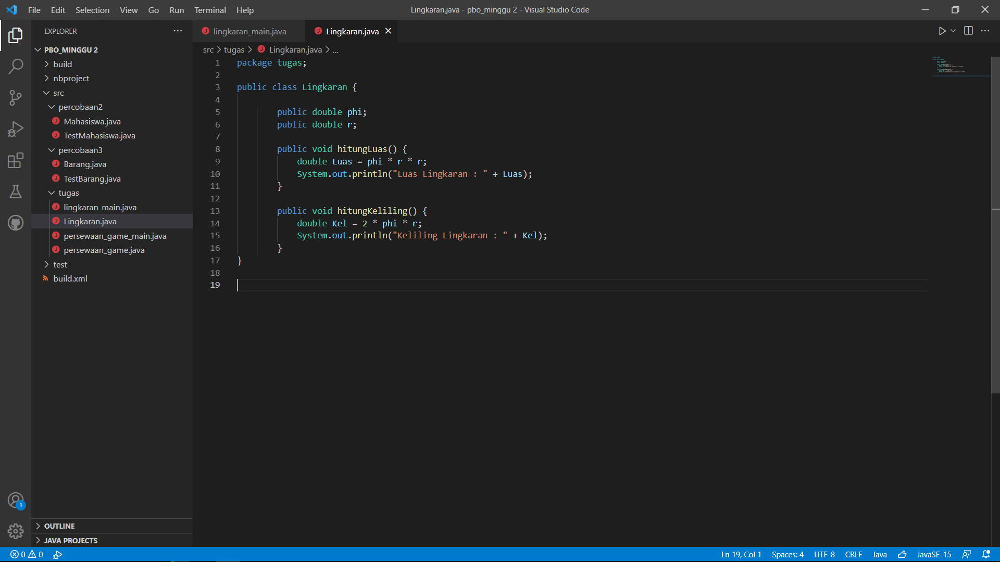 File Edit Selection View Go Run Terminal Help
Lingkaran.java - pbo_minggu 2 - Visual Studio Code
EXPLORER
PBO_MINGGU 2
build
nbproject
src
percobaan2
Mahasiswa.java
TestMahasiswa.java
percobaan3
Barang.java
TestBarang.java
tugas
lingkaran_main.java
Lingkaran.java
persewaan_game_main.java
persewaan_game.java
test
build.xml
OUTLINE
JAVA PROJECTS
1
lingkaran_main.java
Lingkaran.java
src > tugas > Lingkaran.java > ...
1 package tugas;
2
3 public class Lingkaran {
4
5 public double phi;
6 public double r;
7
8 public void hitungLuas() {
9 double Luas = phi * r * r;
10 System.out.println("Luas Lingkaran : " + Luas);
11 }
12
13 public void hitungKeliling() {
14 double Kel = 2 * phi * r;
15 System.out.println("Keliling Lingkaran : " + Kel);
16 }
17 }
18
19
0 0
Ln 19, Col 1 Spaces: 4 UTF-8 CRLF Java JavaSE-15